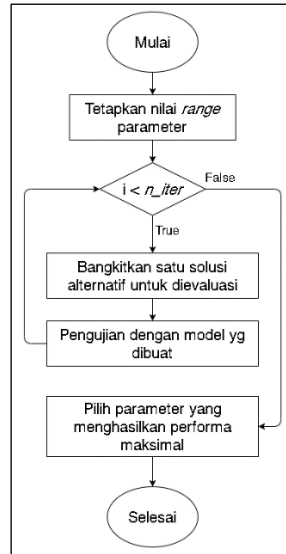 Mulai
Tetapkan nilai range
parameter
i < n_iter
False
True
Bangkitkan satu solusi
alternatif untuk dievaluasi
Pengujian dengan model yg
dibuat
Pilih parameter yang
menghasilkan performa
maksimal
Selesai